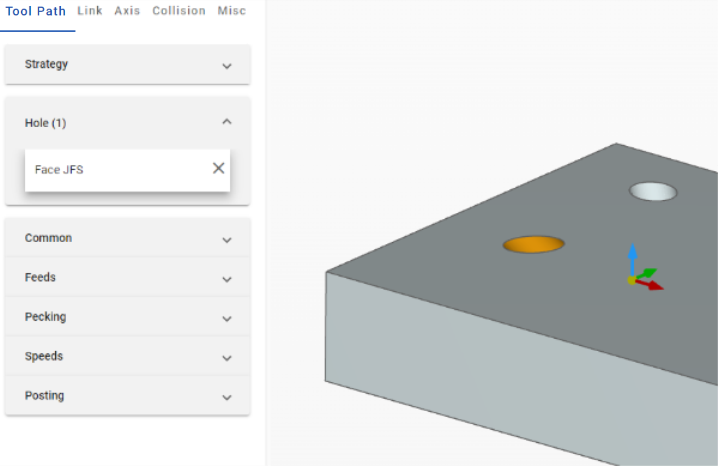 Tool Path Link Axis Collision Misc
Strategy
Hole (1)
Face JFS
Common
Feeds
Pecking
Speeds
Posting